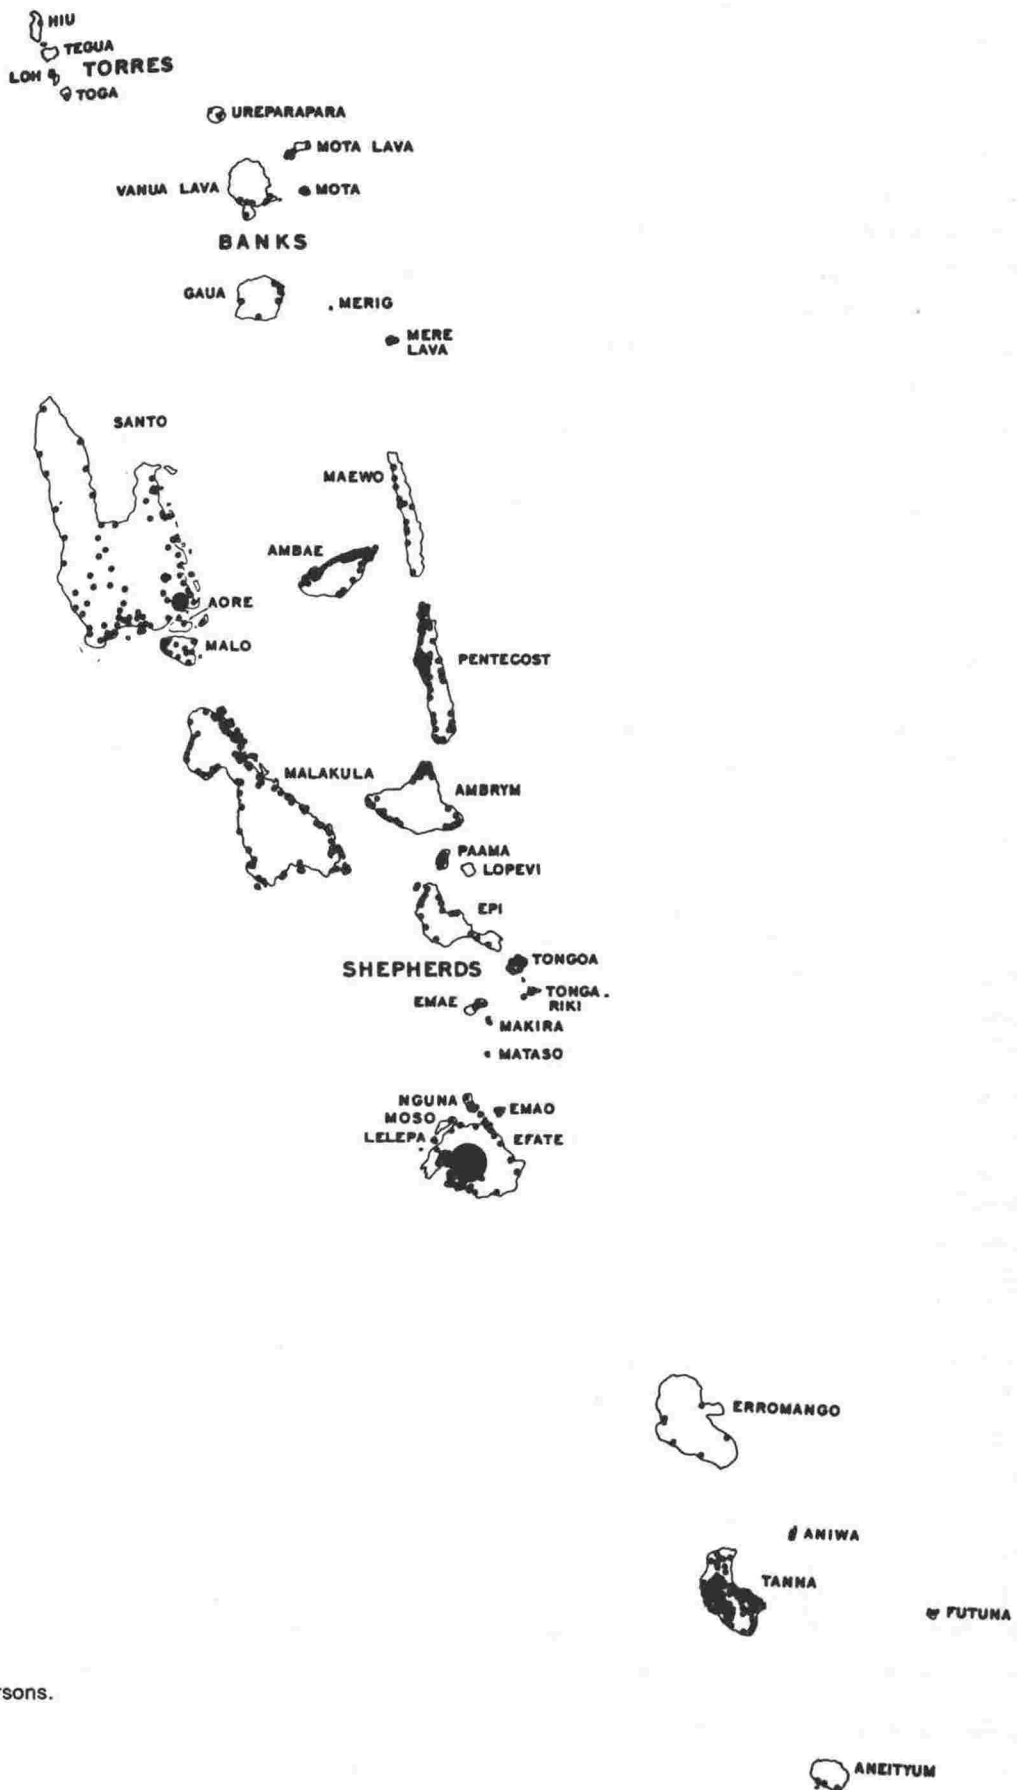 HIU
TEGUA
LOH
TORRES
TOGA
UREPARAPARA
MOTA LAVA
VANUA LAVA
MOTA
BANKS
GAUA
MERIG
MERE
LAVA
SANTO
MAEWO
AMBAE
AORE
MALO
PENTECOST
MALAKULA
AMBRYM
PAAMA
LOPEVI
EPI
TONGOA
SHEPHERDS
TONGA-
RIKI
EMAE
MAKIRA
MATASO
NGUNA
EMAO
MOSO
LELEPA
EFATE
ERROMANGO
ANIWA
TANNA
FUTUNA
rsons.
ANEITYUM